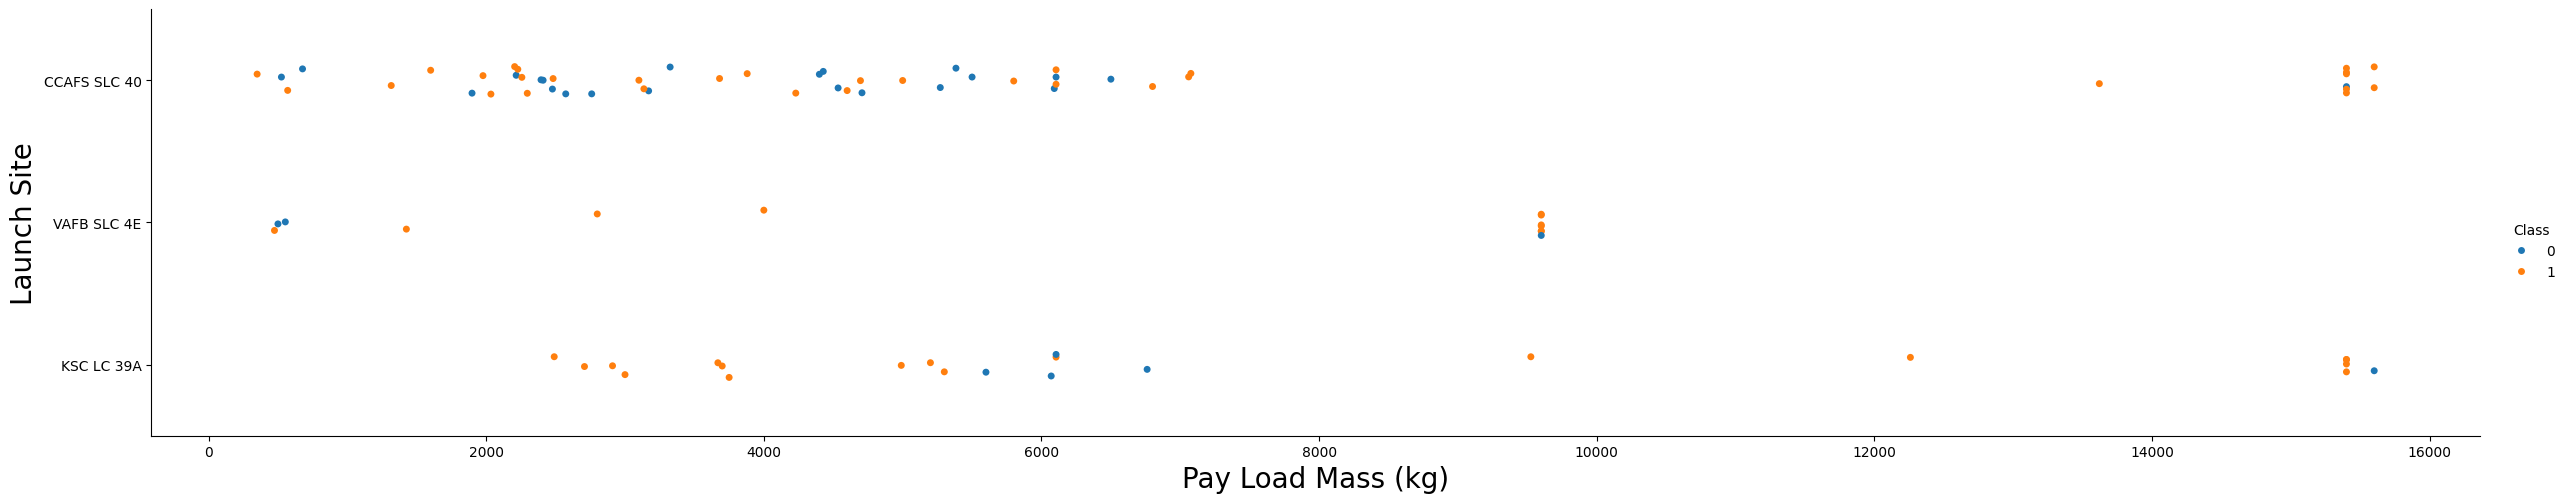 Launch Site
CCAFS SLC 40
VAFB SLC 4E
KSC LC 39A
0 2000 4000 6000 8000 10000 12000 14000 16000
Pay Load Mass (kg)
Class
0
1